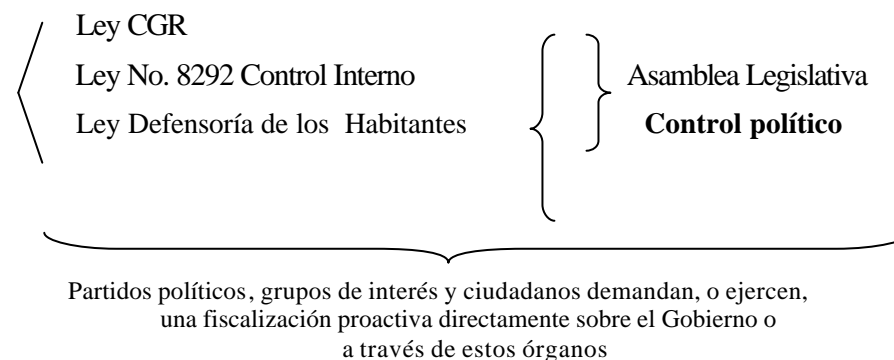 Ley CGR
Ley No. 8292 Control Interno
Ley Defensoría de los Habitantes
Asamblea Legislativa
Control político
Partidos políticos, grupos de interés y ciudadanos demandan, o ejercen,
una fiscalización proactiva directamente sobre el Gobierno o
a través de estos órganos